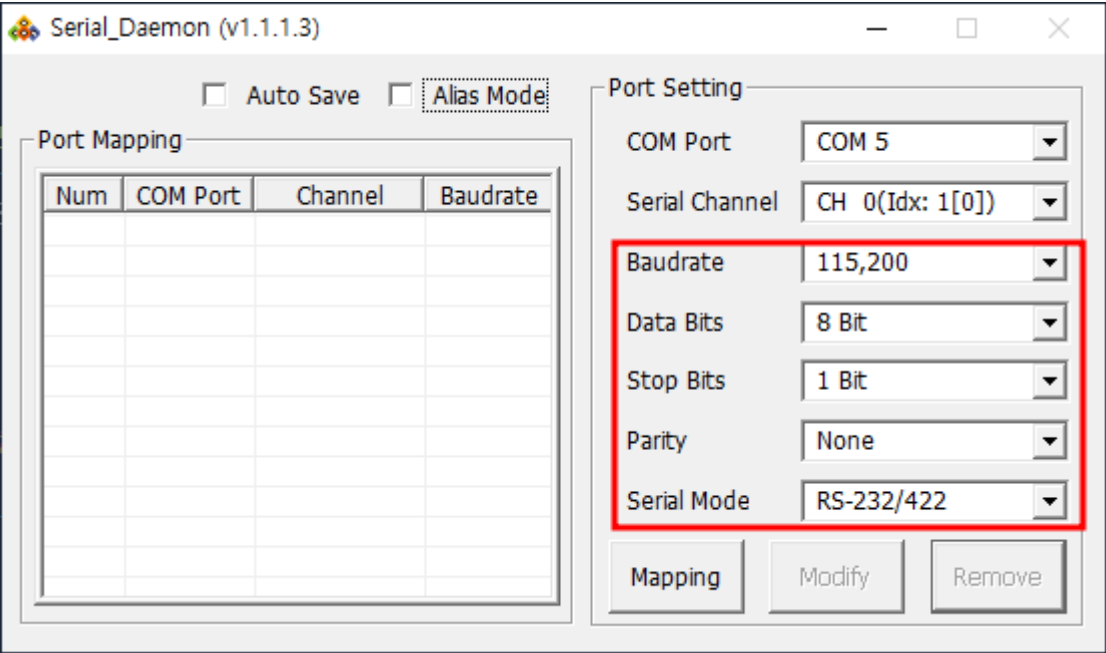 Serial_Daemon (v1.1.1.3)
Auto Save Alias Mode
Port Mapping
Num COM Port Channel Baudrate
Port Setting
COM Port COM 5
Serial Channel CH 0(Idx: 1[0])
Baudrate 115,200
Data Bits 8 Bit
Stop Bits 1 Bit
Parity None
Serial Mode RS-232/422
Mapping Modify Remove